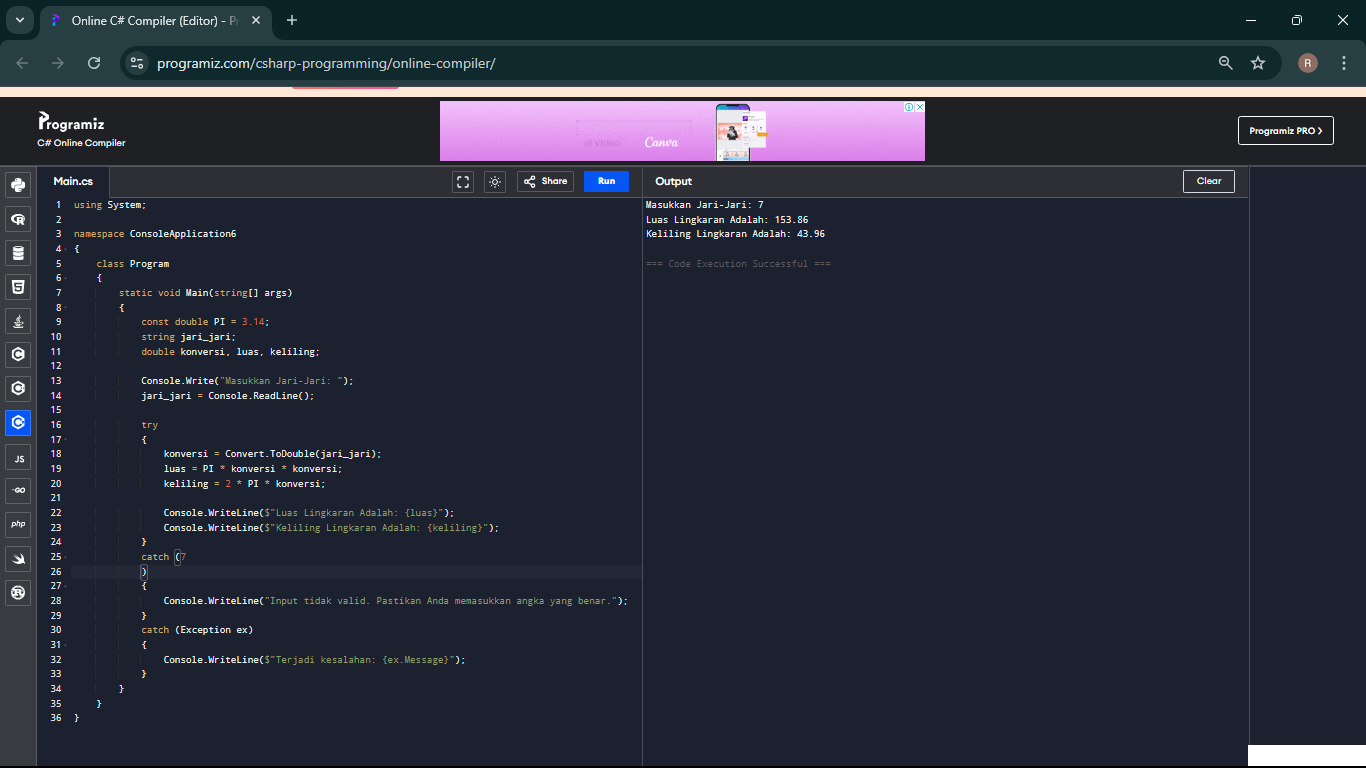 Online C# Compiler (Editor) - P
programiz.com/csharp-programming/online-compiler/
R
Programiz
C# Online Compiler
di Video
Canva
Programiz PRO >
Main.cs
Share
Run
Output
Clear
1 using System;
2
3 namespace ConsoleApplication6
4 {
5 class Program
6 {
7 static void Main(string[] args)
8 {
9 const double PI = 3.14;
10 string jari_jari;
11 double konversi, luas, keliling;
12
13 Console.Write("Masukkan Jari-Jari: ");
14 jari_jari = Console.ReadLine();
15
16 try
17 {
18 konversi = Convert.ToDouble(jari_jari);
19 luas = PI * konversi * konversi;
20 keliling = 2 * PI * konversi;
21
22 Console.WriteLine($"Luas Lingkaran Adalah: {luas}");
23 Console.WriteLine($"Keliling Lingkaran Adalah: {keliling}");
24 }
25 catch (7
26 )
27 {
28 Console.WriteLine("Input tidak valid. Pastikan Anda memasukkan angka yang benar.");
29 }
30 catch (Exception ex)
31 {
32 Console.WriteLine($"Terjadi kesalahan: {ex.Message}");
33 }
34 }
35 }
36 }
Masukkan Jari-Jari: 7
Luas Lingkaran Adalah: 153.86
Keliling Lingkaran Adalah: 43.96
=== Code Execution Successful ===
R
C
C
C
JS
GO
php
R